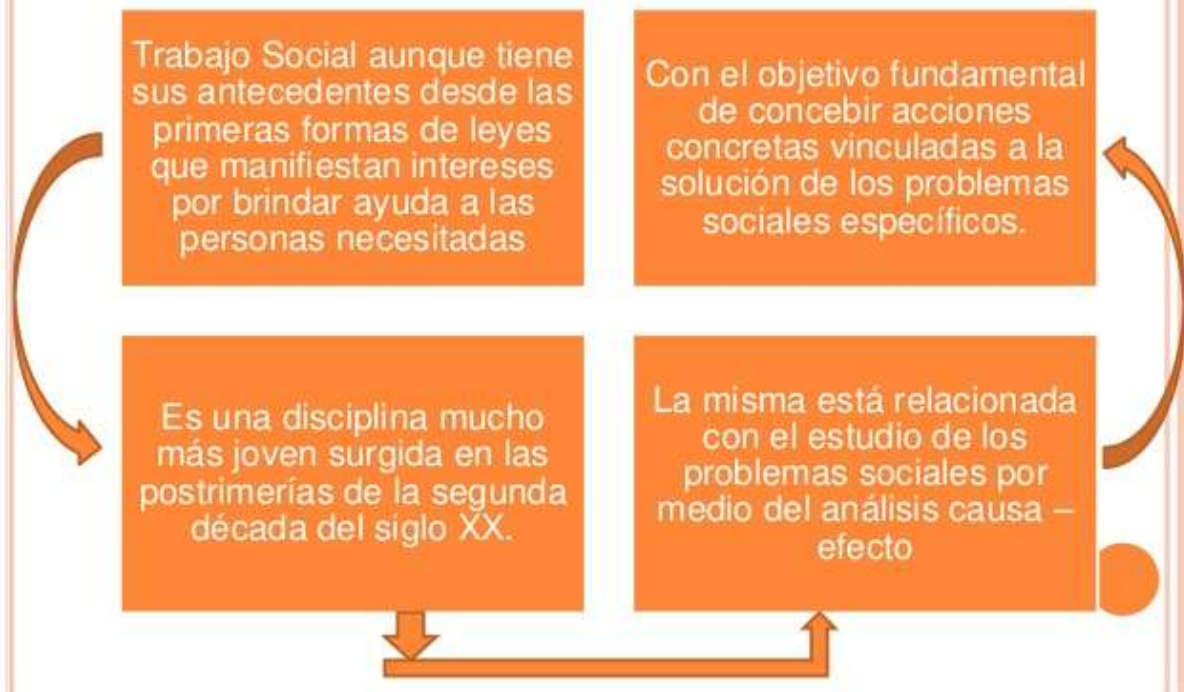 Trabajo Social aunque tiene
sus antecedentes desde las
primeras formas de leyes
que manifiestan intereses
por brindar ayuda a las
personas necesitadas
Es una disciplina mucho
más joven surgida en las
postrimerías de la segunda
década del siglo XX.
La misma está relacionada
con el estudio de los
problemas sociales por
medio del análisis causa –
efecto
Con el objetivo fundamental
de concebir acciones
concretas vinculadas a la
solución de los problemas
sociales específicos.